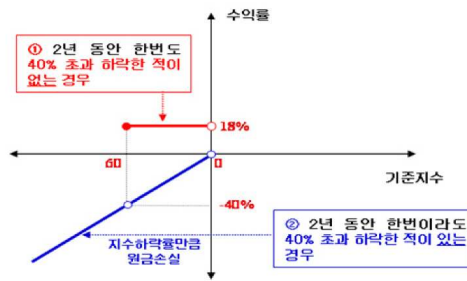 수익률
① 2년 동안 한번도
40% 초과 하락한 적이
없는 경우
18%
60
0
기준지수
-40%
② 2년 동안 한번이라도
40% 초과 하락한 적이 있는
경우
지수하락률만큼
원금손실